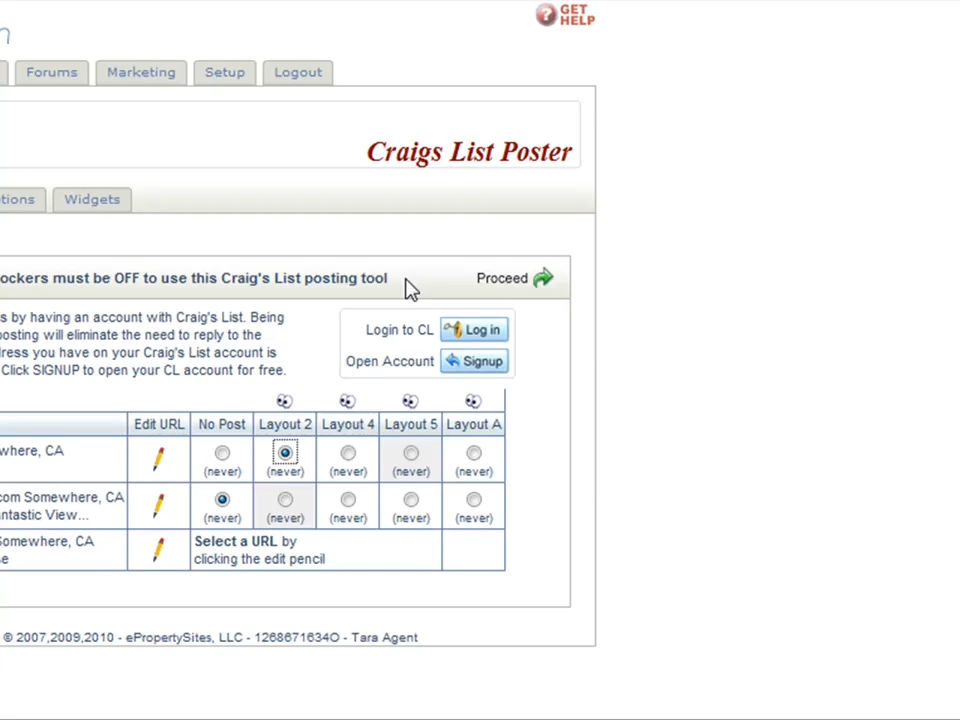 GET
HELP
n
Forums Marketing Setup Logout
Craigs List Poster
tions Widgets
ockers must be OFF to use this Craig's List posting tool Proceed
s by having an account with Craig's List. Being
posting will eliminate the need to reply to the
dress you have on your Craig's List account is
Click SIGNUP to open your CL account for free.
Login to CL Log in
Open Account Signup
Edit URL No Post Layout 2 Layout 4 Layout 5 Layout A
where, CA
(never) (never) (never) (never) (never)
com Somewhere, CA
ntastic View...
(never) (never) (never) (never) (never)
Somewhere, CA
e
Select a URL by
clicking the edit pencil
© 2007,2009,2010 - ePropertySites, LLC - 1268671634O - Tara Agent